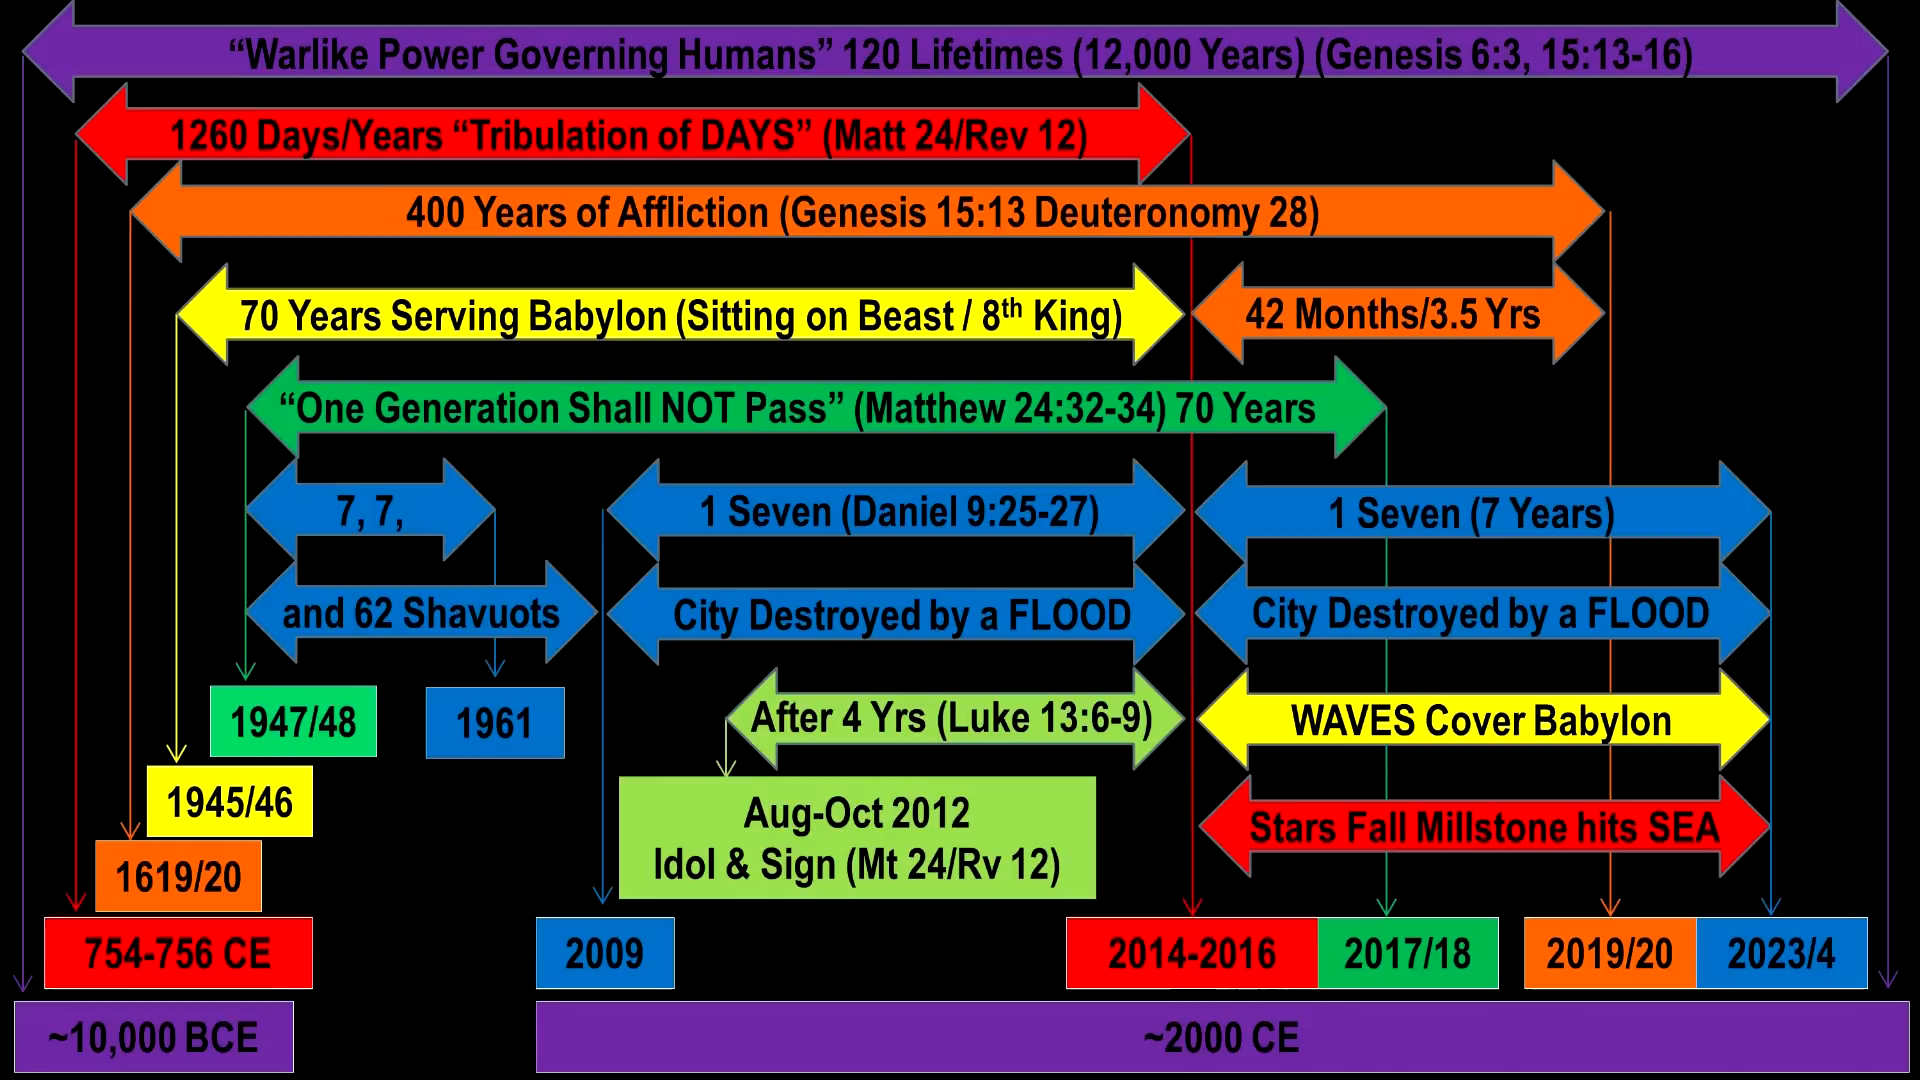 “Warlike Power Governing Humans” 120 Lifetimes (12,000 Years) (Genesis 6:3, 15:13-16)
1260 Days/Years “Tribulation of DAYS” (Matt 24/Rev 12)
400 Years of Affliction (Genesis 15:13 Deuteronomy 28)
70 Years Serving Babylon (Sitting on Beast / 8th King)
42 Months/3.5 Yrs
“One Generation Shall NOT Pass” (Matthew 24:32-34) 70 Years
7, 7,
1 Seven (Daniel 9:25-27)
1 Seven (7 Years)
and 62 Shavuots
City Destroyed by a FLOOD
City Destroyed by a FLOOD
After 4 Yrs (Luke 13:6-9)
WAVES Cover Babylon
1947/48
1961
1945/46
Aug-Oct 2012
Idol & Sign (Mt 24/Rv 12)
Stars Fall Millstone hits SEA
1619/20
754-756 CE
2009
2014-2016
2017/18
2019/20
2023/4
~10,000 BCE
~2000 CE